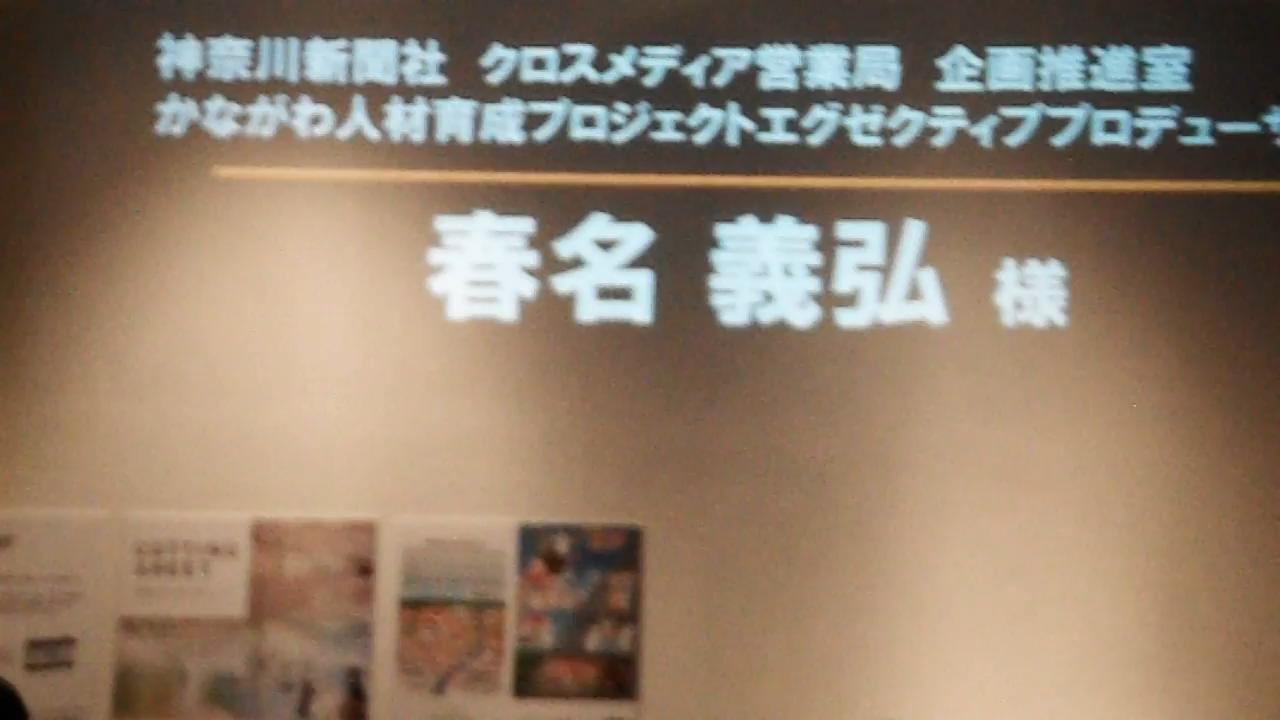 神奈川新聞社 クロスメディア営業局 企画推進室
かながわ人材育成プロジェクトエグゼクティブプロデューサ
春名 義弘 様